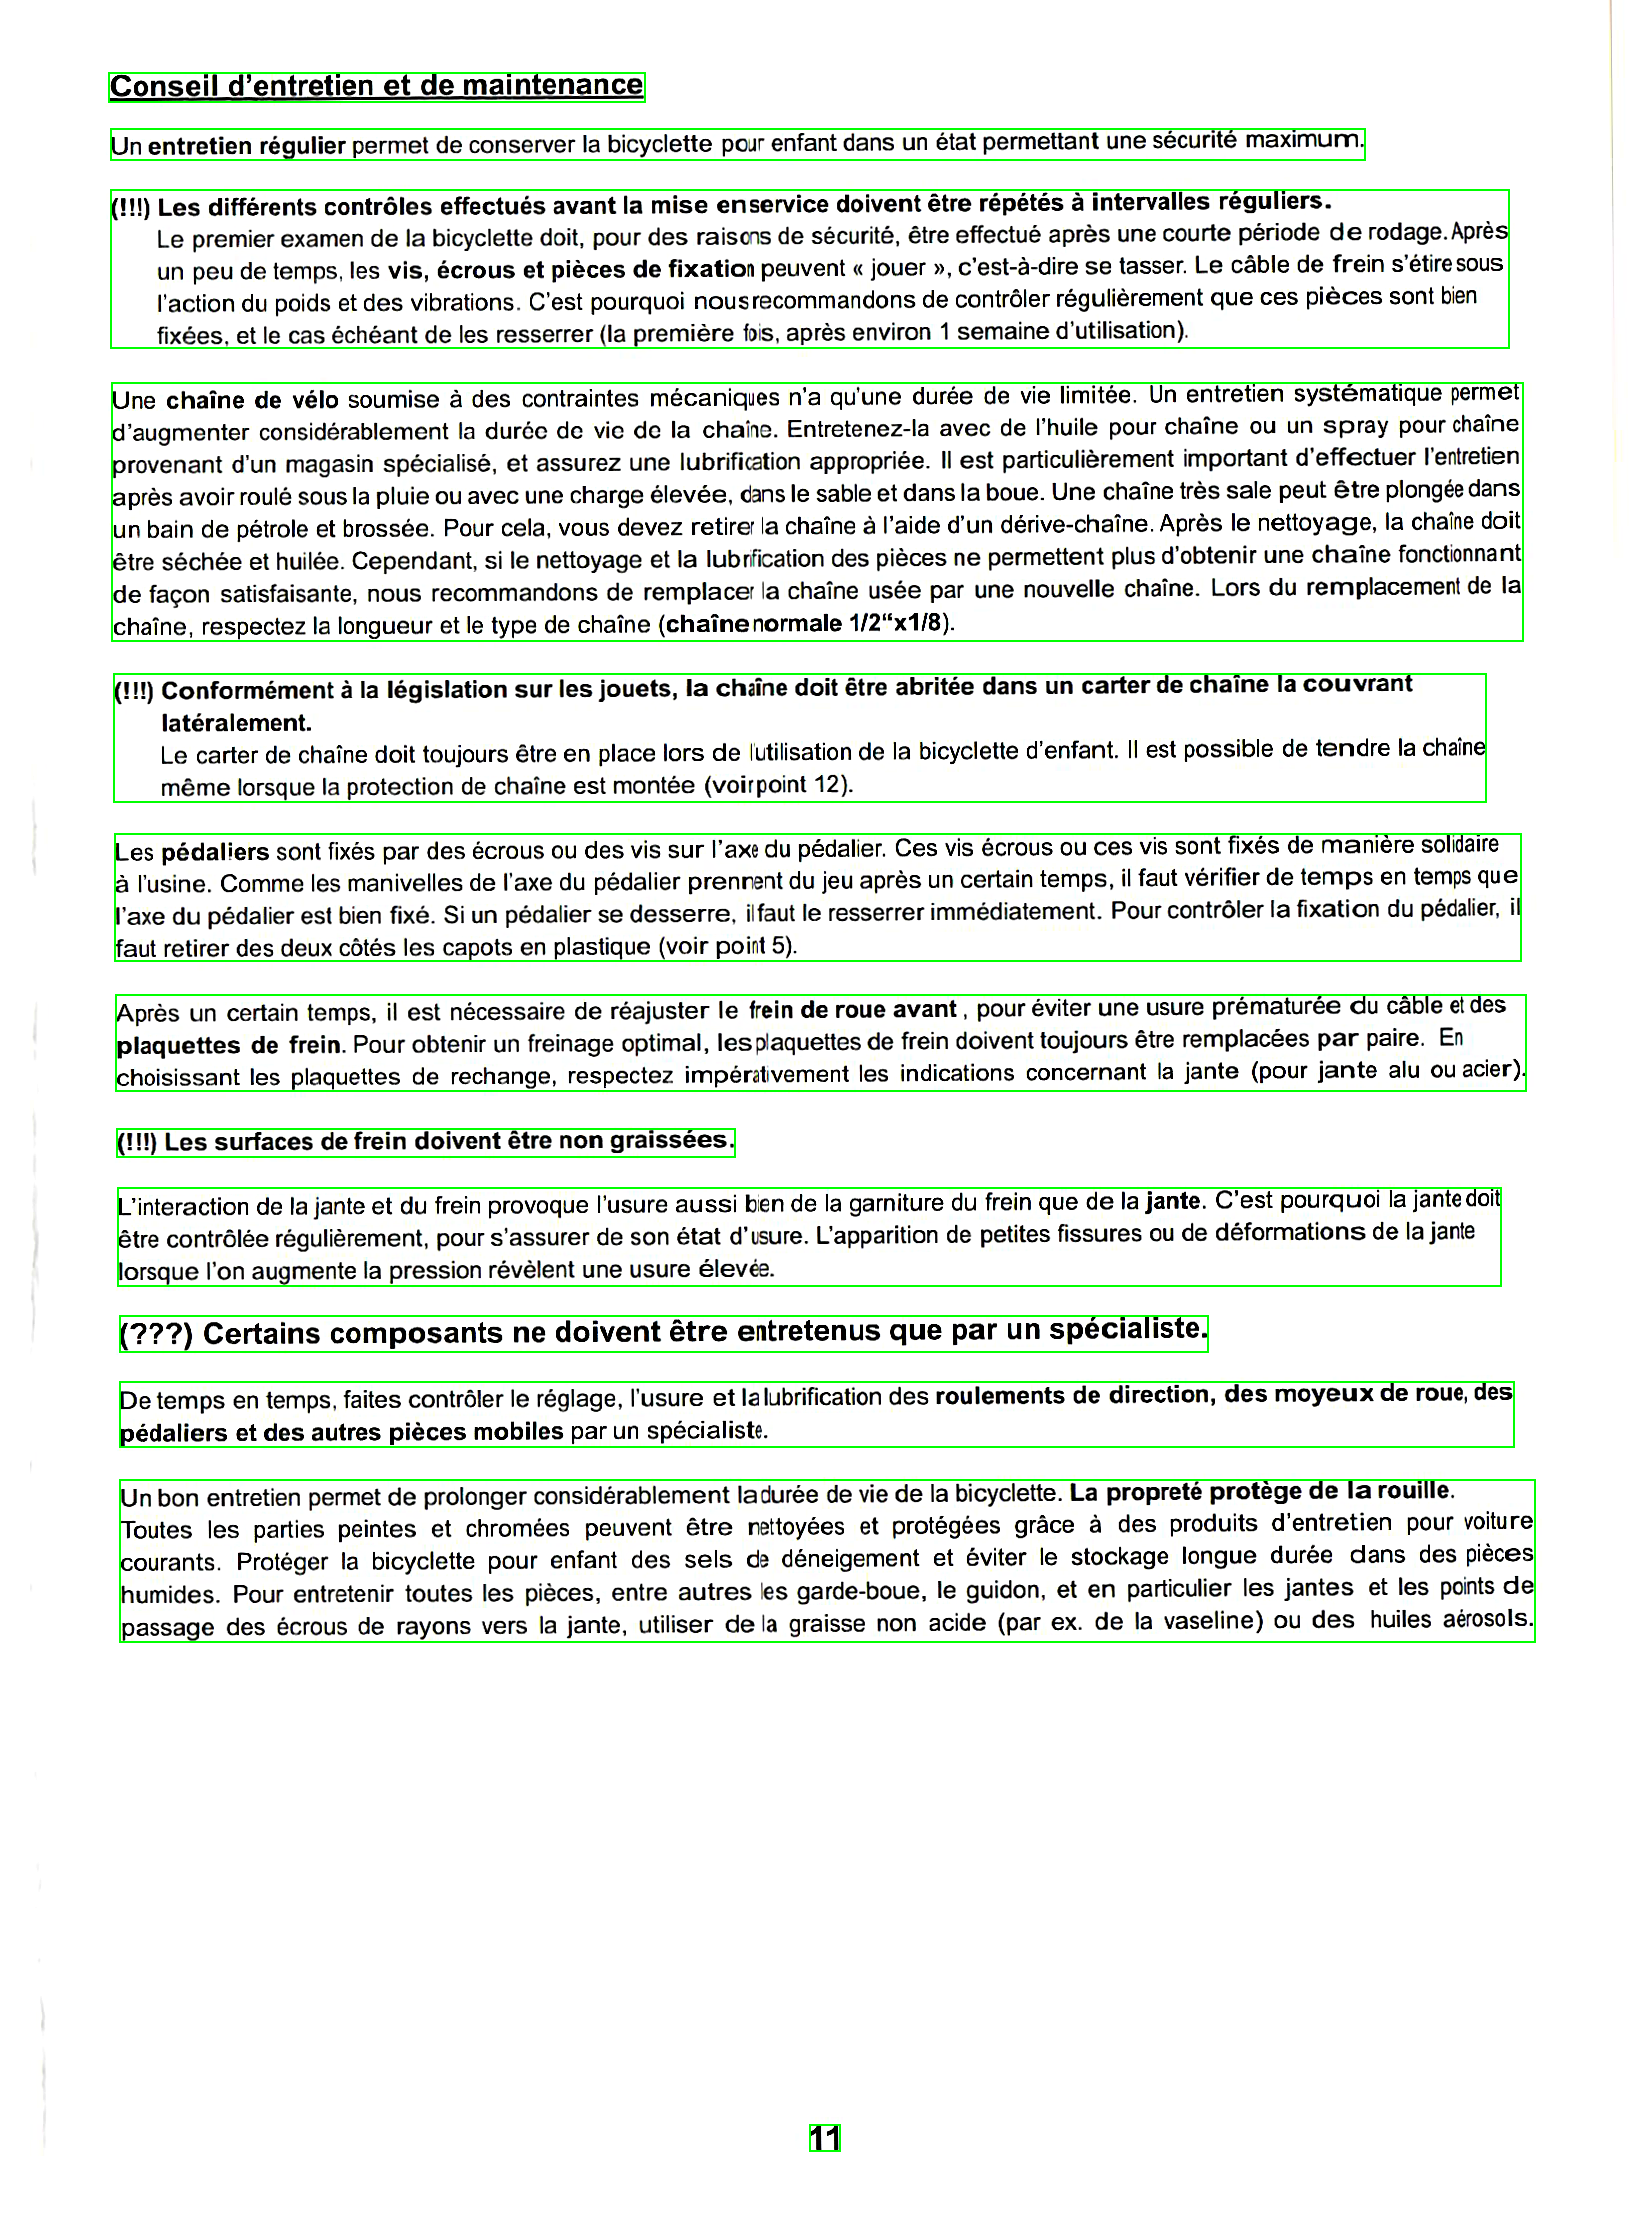 Conseil d'entretien et de maintenance
Un entretien régulier permet de conserver la bicyclette pour enfant dans un état permettant une sécurité maximum.
(!!!) Les différents contrôles effectués avant la mise en service doivent être répétés à intervalles réguliers.
Le premier examen de la bicyclette doit, pour des raisons de sécurité, être effectué après une courte période de rodage. Après
un peu de temps, les vis, écrous et pièces de fixation peuvent « jouer », c'est-à-dire se tasser. Le câble de frein s'étire sous
l'action du poids et des vibrations. C'est pourquoi nous recommandons de contrôler régulièrement que ces pièces sont bien
fixées, et le cas échéant de les resserrer (la première fois, après environ 1 semaine d'utilisation).
Une chaîne de vélo soumise à des contraintes mécaniques n'a qu'une durée de vie limitée. Un entretien systématique permet
d'augmenter considérablement la durée de vie de la chaîne. Entretenez-la avec de l'huile pour chaîne ou un spray pour chaîne
provenant d'un magasin spécialisé, et assurez une lubrification appropriée. Il est particulièrement important d'effectuer l'entretien
après avoir roulé sous la pluie ou avec une charge élevée, dans le sable et dans la boue. Une chaîne très sale peut être plongée dans
un bain de pétrole et brossée. Pour cela, vous devez retirer la chaîne à l'aide d'un dérive-chaîne. Après le nettoyage, la chaîne doit
être séchée et huilée. Cependant, si le nettoyage et la lubrification des pièces ne permettent plus d'obtenir une chaîne fonctionnant
de façon satisfaisante, nous recommandons de remplacer la chaîne usée par une nouvelle chaîne. Lors du remplacement de la
chaîne, respectez la longueur et le type de chaîne (chaîne normale 1/2"x1/8).
(!!!) Conformément à la législation sur les jouets, la chaîne doit être abritée dans un carter de chaîne la couvrant
latéralement.
Le carter de chaîne doit toujours être en place lors de l'utilisation de la bicyclette d'enfant. Il est possible de tendre la chaîne
même lorsque la protection de chaîne est montée (voir point 12).
Les pédaliers sont fixés par des écrous ou des vis sur l'axe du pédalier. Ces vis écrous ou ces vis sont fixés de manière solidaire
à l'usine. Comme les manivelles de l'axe du pédalier prennent du jeu après un certain temps, il faut vérifier de temps en temps que
l'axe du pédalier est bien fixé. Si un pédalier se desserre, il faut le resserrer immédiatement. Pour contrôler la fixation du pédalier, il
faut retirer des deux côtés les capots en plastique (voir point 5).
Après un certain temps, il est nécessaire de réajuster le frein de roue avant , pour éviter une usure prématurée du câble et des
plaquettes de frein. Pour obtenir un freinage optimal, les plaquettes de frein doivent toujours être remplacées par paire. En
choisissant les plaquettes de rechange, respectez impérativement les indications concernant la jante (pour jante alu ou acier).
(!!!) Les surfaces de frein doivent être non graissées.
L'interaction de la jante et du frein provoque l'usure aussi bien de la garniture du frein que de la jante. C'est pourquoi la jante doit
être contrôlée régulièrement, pour s'assurer de son état d'usure. L'apparition de petites fissures ou de déformations de la jante
lorsque l'on augmente la pression révèlent une usure élevée.
(???) Certains composants ne doivent être entretenus que par un spécialiste.
De temps en temps, faites contrôler le réglage, l'usure et la lubrification des roulements de direction, des moyeux de roue, des
pédaliers et des autres pièces mobiles par un spécialiste.
Un bon entretien permet de prolonger considérablement la durée de vie de la bicyclette. La propreté protège de la rouille.
Toutes les parties peintes et chromées peuvent être nettoyées et protégées grâce à des produits d'entretien pour voiture
courants. Protéger la bicyclette pour enfant des sels de déneigement et éviter le stockage longue durée dans des pièces
humides. Pour entretenir toutes les pièces, entre autres les garde-boue, le guidon, et en particulier les jantes et les points de
passage des écrous de rayons vers la jante, utiliser de la graisse non acide (par ex. de la vaseline) ou des huiles aérosols.
11